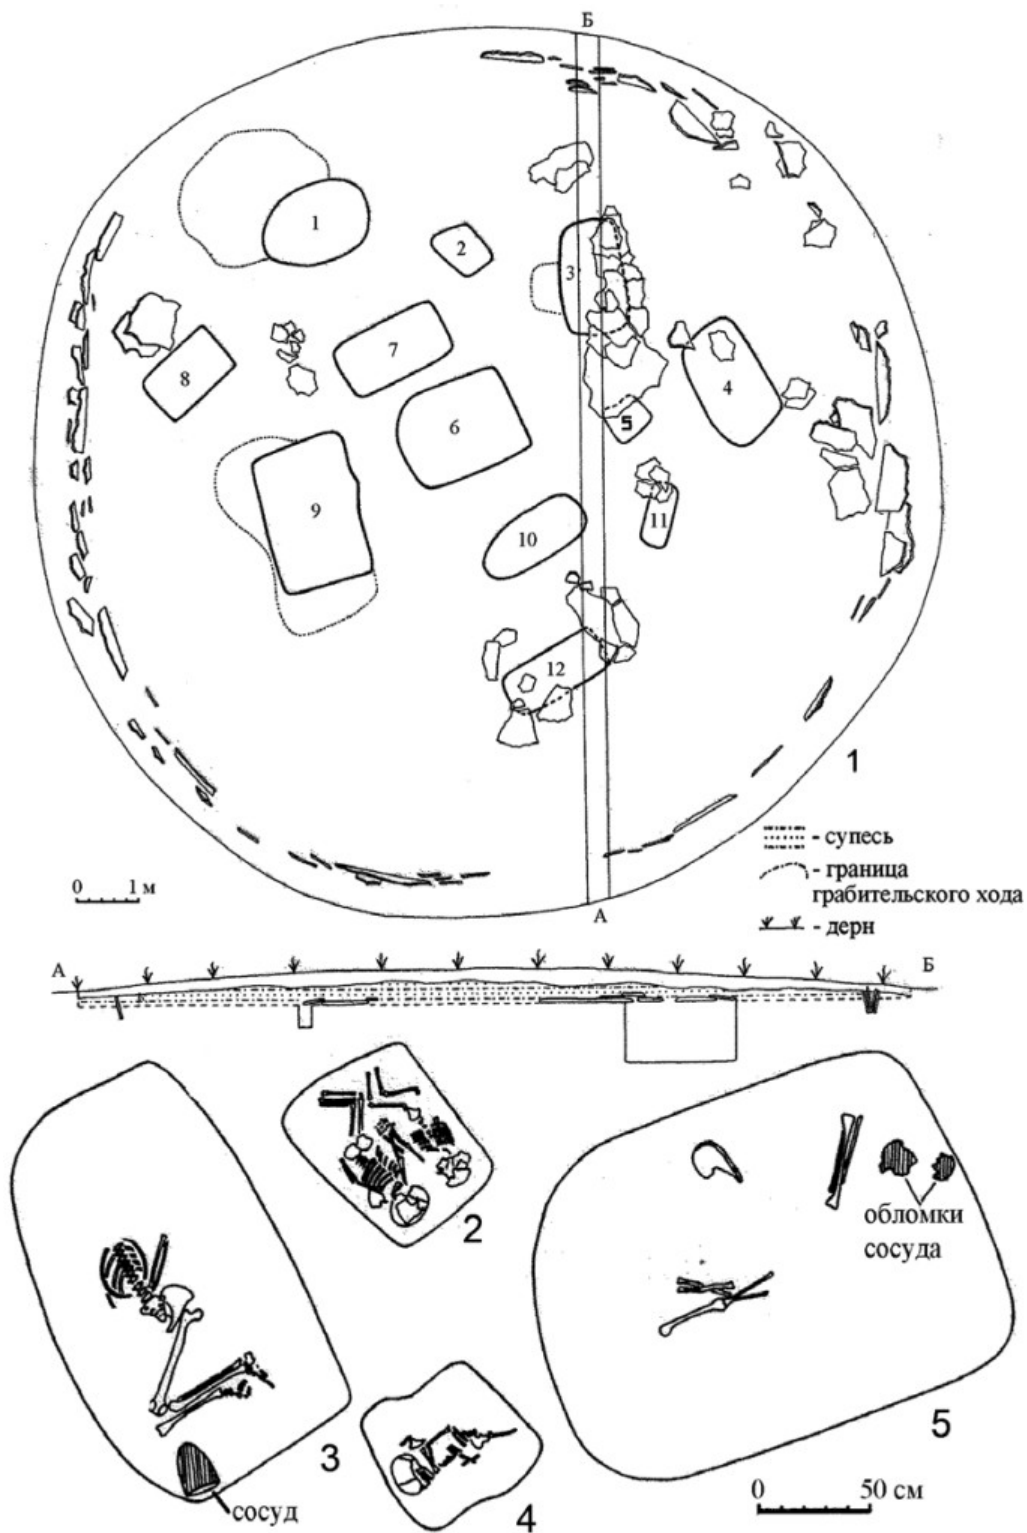 Б
1
2
3
7
8
4
6
5
9
10
11
12
1
- супесь
- граница
грабительского хода
- дерн
0 1 м
А
А Б
2
обломки
сосуда
3
сосуд
4
5
0 50 см